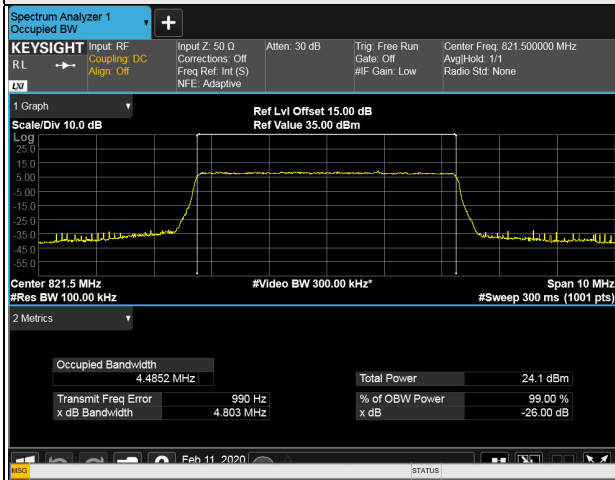 Spectrum Analyzer 1
Occupied BW
KEYSIGHT
RL
LXI
Input: RF
Coupling: DC
Align: Off
Input Z: 50 Ω
Corrections: Off
Freq Ref: Int (S)
NFE: Adaptive
Atten: 30 dB
Trig: Free Run
Gate: Off
#IF Gain: Low
Center Freq: 821.500000 MHz
Avg|Hold: 1/1
Radio Std: None
1 Graph
Scale/Div 10.0 dB
Ref Lvl Offset 15.00 dB
Ref Value 35.00 dBm
Log
25.0
15.0
5.00
-5.00
-15.0
-25.0
-35.0
-45.0
-55.0
Center 821.5 MHz
#Video BW 300.00 kHz*
Span 10 MHz
#Res BW 100.00 kHz
#Sweep 300 ms (1001 pts)
2 Metrics
Occupied Bandwidth
4.4852 MHz
Total Power 24.1 dBm
Transmit Freq Error 990 Hz
% of OBW Power 99.00 %
x dB Bandwidth 4.803 MHz
x dB -26.00 dB
Feb 11, 2020
MSG
STATUS